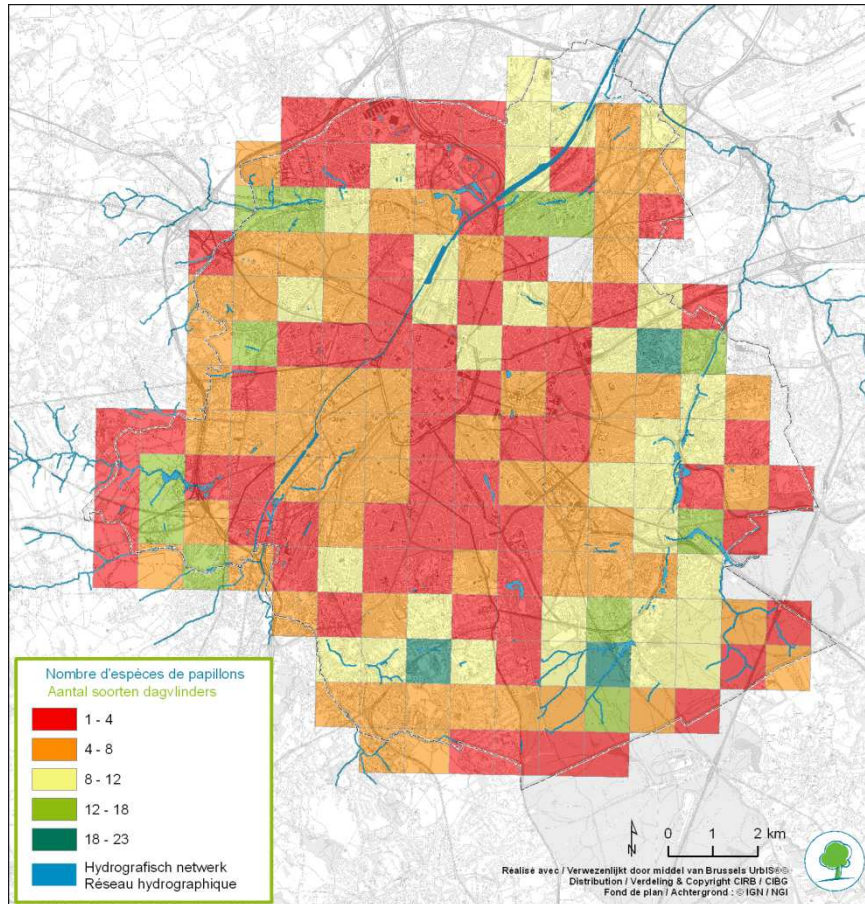 Nombre d'espèces de papillons
Aantal soorten dagvlinders
1 - 4
4 - 8
8 - 12
12 - 18
18 - 23
Hydrografisch netwerk
Réseau hydrographique
N
0 1 2 km
Réalisé avec / Verwezenlijkt door middel van Brussels UrbIS®©
Distribution / Verdeling & Copyright CIRB / CIBG
Fond de plan / Achtergrond : © IGN / NGI